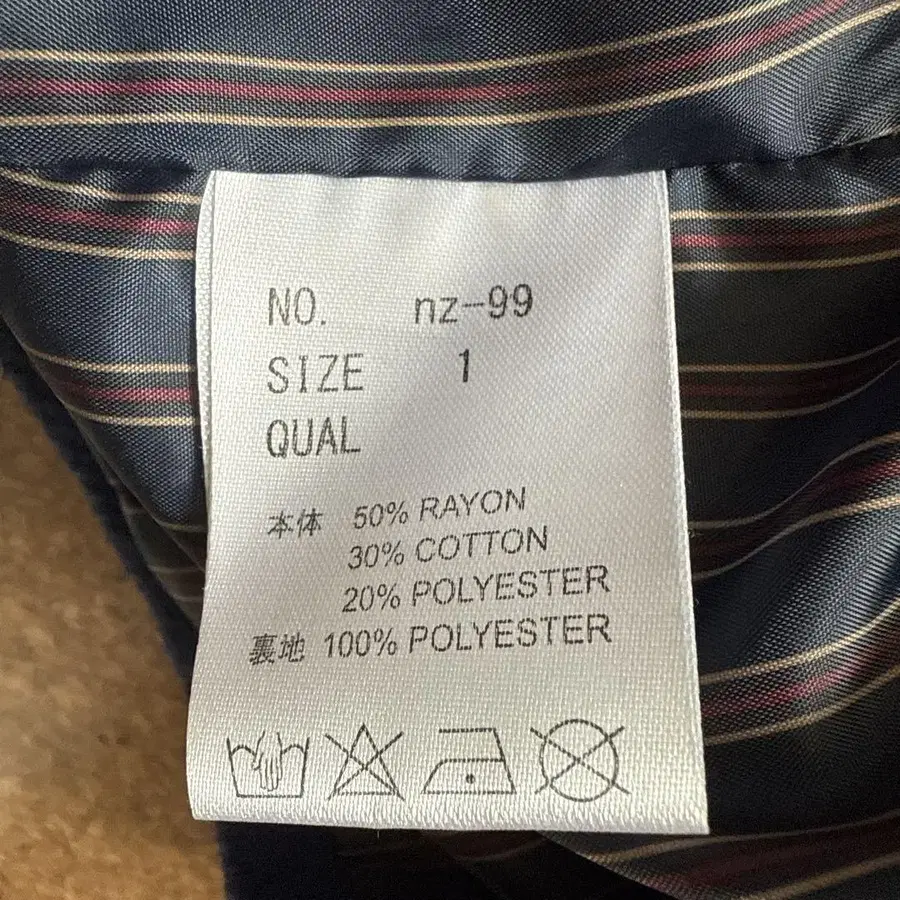 NO. nz-99
SIZE 1
QUAL
本体 50% RAYON
30% COTTON
20% POLYESTER
裏地 100% POLYESTER